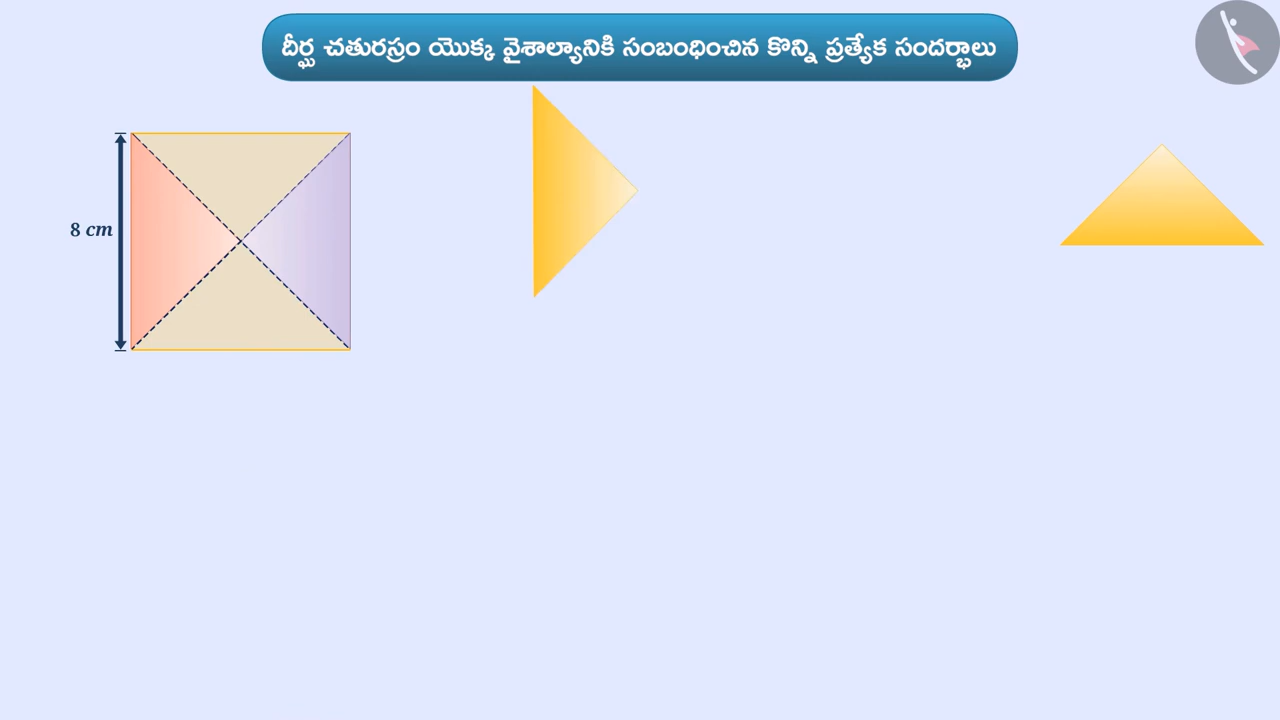 దీర్ఘ చతురస్రం యొక్క వైశాల్యానికి సంబంధించిన కొన్ని ప్రత్యేక సందర్భాలు
8 cm